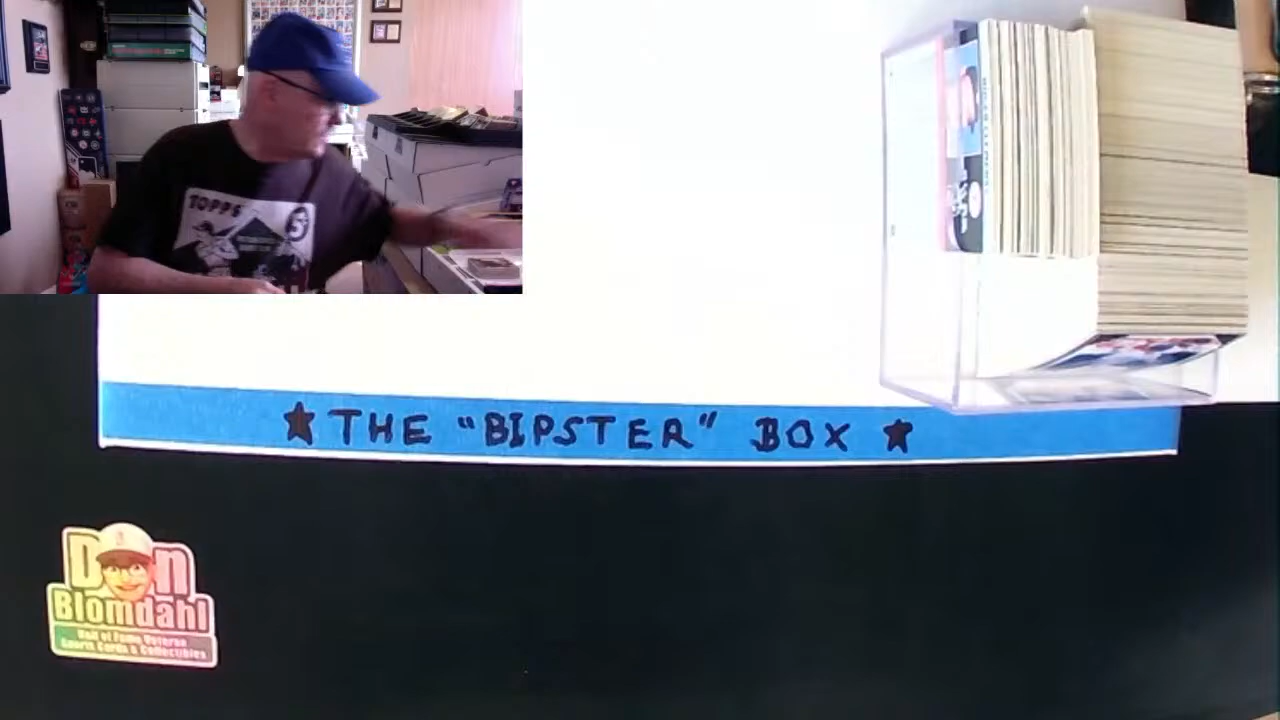 TOPPS
★ THE "BIPSTER" BOX ★
Don
Blomdahl
Hall of Fame Veteran
Sports Cards & Collectibles